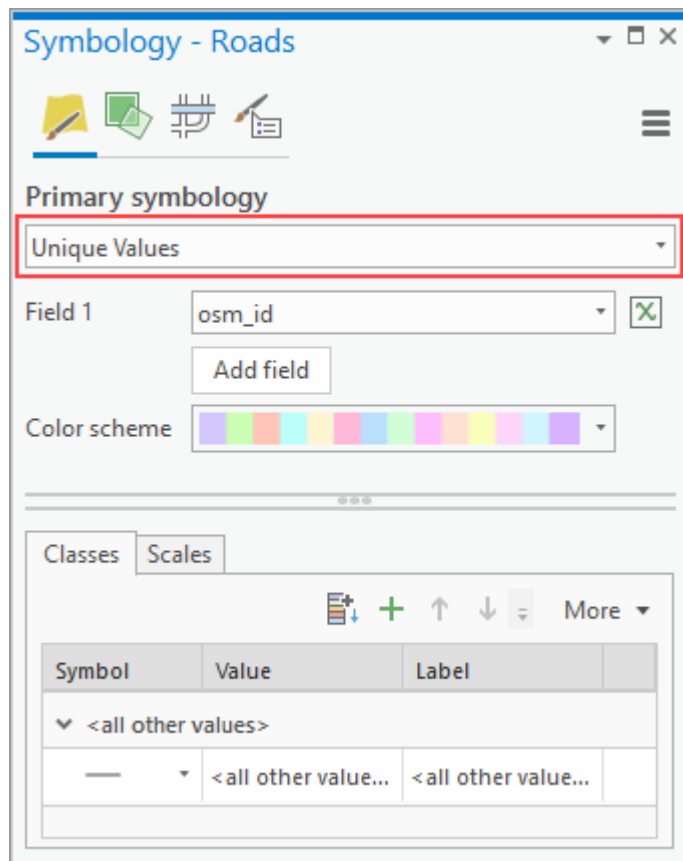 Symbology - Roads
Primary symbology
Unique Values
Field 1 osm_id
Add field
Color scheme
Classes Scales
More
Symbol Value Label
<all other values>
<all other value... <all other value...